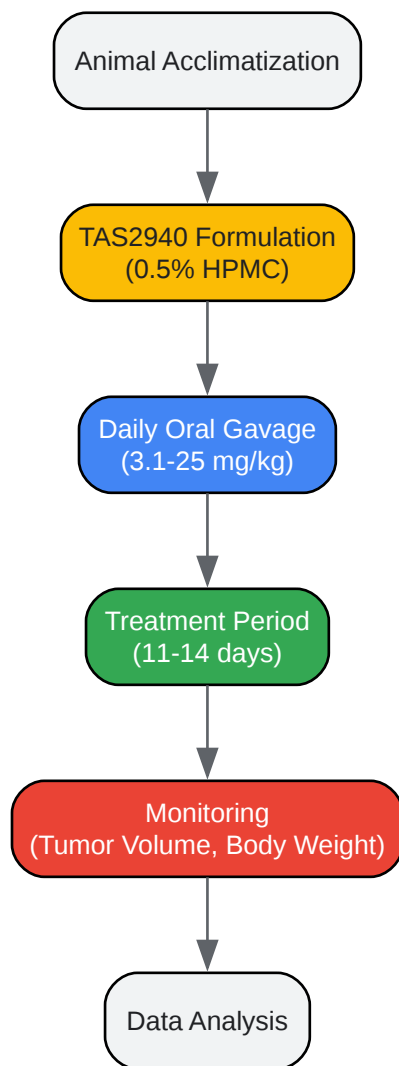 Animal Acclimatization
TAS2940 Formulation
(0.5% HPMC)
Daily Oral Gavage
(3.1-25 mg/kg)
Treatment Period
(11-14 days)
Monitoring
(Tumor Volume, Body Weight)
Data Analysis